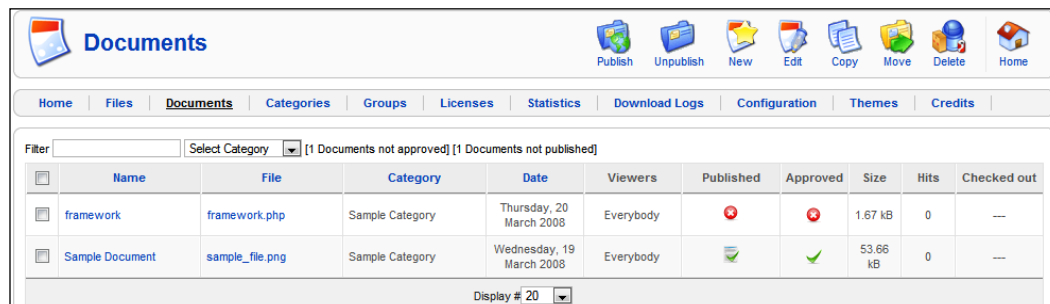 Documents
Publish Unpublish New Edit Copy Move Delete Home
Home Files Documents Categories Groups Licenses Statistics Download Logs Configuration Themes Credits
Filter Select Category [1 Documents not approved] [1 Documents not published]
Name File Category Date Viewers Published Approved Size Hits Checked out
framework framework.php Sample Category Thursday, 20 March 2008 Everybody 1.67 kB 0 ---
Sample Document sample_file.png Sample Category Wednesday, 19 March 2008 Everybody 53.66 kB 0 ---
Display # 20